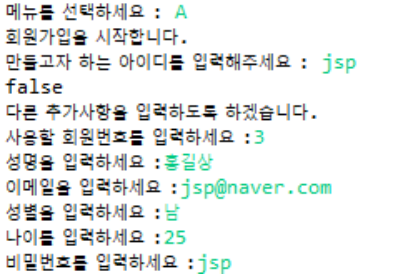 메뉴를 선택하세요 : A
회원가입을 시작합니다.
만들고자 하는 아이디를 입력해주세요 : jsp
false
다른 추가사항을 입력하도록 하겠습니다.
사용할 회원번호를 입력하세요 :3
성명을 입력하세요 :홍길상
이메일을 입력하세요 :jsp@naver.com
성별을 입력하세요 :남
나이를 입력하세요 :25
비밀번호를 입력하세요 :jsp